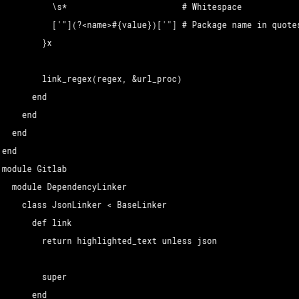 \s* # Whitespace
['"](?<name>#{value})['"] # Package name in quotes
}x
link_regex(regex, &url_proc)
end
end
end
end
module Gitlab
module DependencyLinker
class JsonLinker < BaseLinker
def link
return highlighted_text unless json
super
end